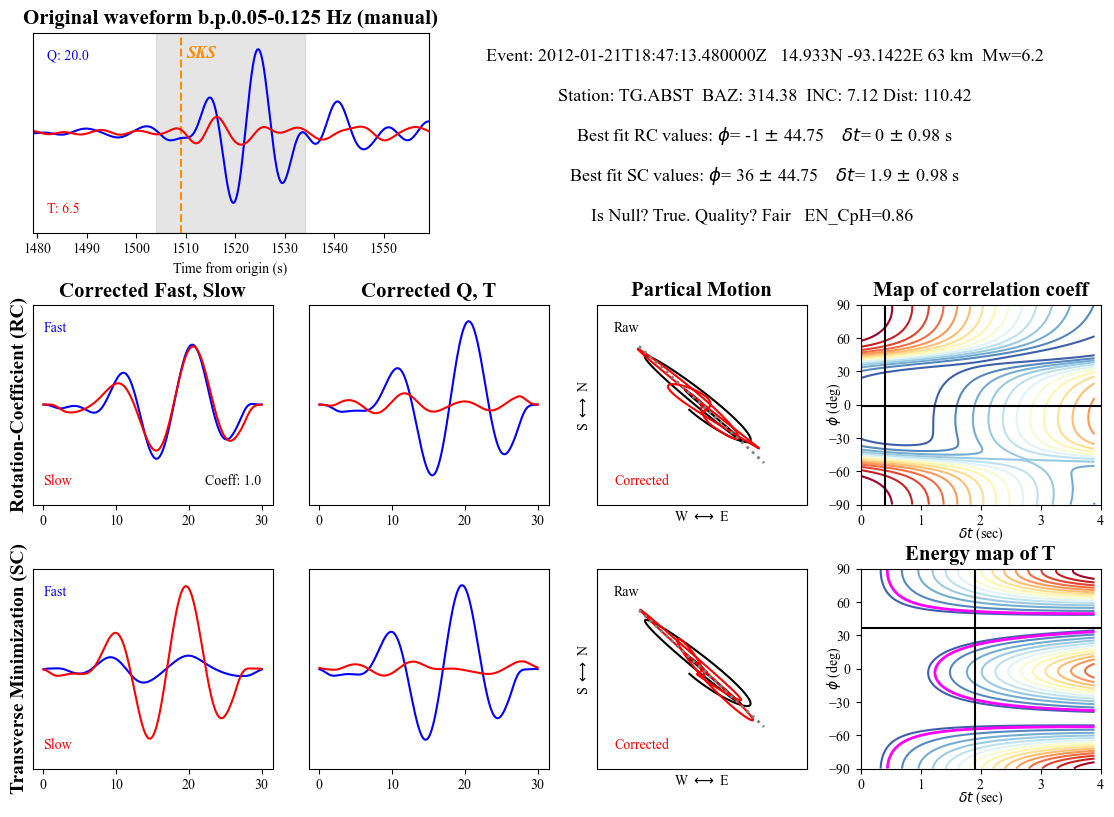 Original waveform b.p.0.05-0.125 Hz (manual)
Q: 20.0
SKS
T: 6.5
1480 1490 1500 1510 1520 1530 1540 1550
Time from origin (s)
Event: 2012-01-21T18:47:13.480000Z 14.933N -93.1422E 63 km Mw=6.2
Station: TG.ABST BAZ: 314.38 INC: 7.12 Dist: 110.42
Best fit RC values: ϕ= -1 ± 44.75 δt= 0 ± 0.98 s
Best fit SC values: ϕ= 36 ± 44.75 δt= 1.9 ± 0.98 s
Is Null? True. Quality? Fair EN_CpH=0.86
Rotation-Coefficient (RC)
Corrected Fast, Slow
Fast
Slow
Coeff: 1.0
0 10 20 30
Corrected Q, T
0 10 20 30
Partical Motion
Raw
Corrected
S ⟷ N
W ⟷ E
Map of correlation coeff
90
60
30
0
−30
−60
−90
ϕ (deg)
0 1 2 3 4
δt (sec)
Transverse Minimization (SC)
Fast
Slow
0 10 20 30
0 10 20 30
Raw
Corrected
S ⟷ N
W ⟷ E
Energy map of T
90
60
30
0
−30
−60
−90
ϕ (deg)
0 1 2 3 4
δt (sec)